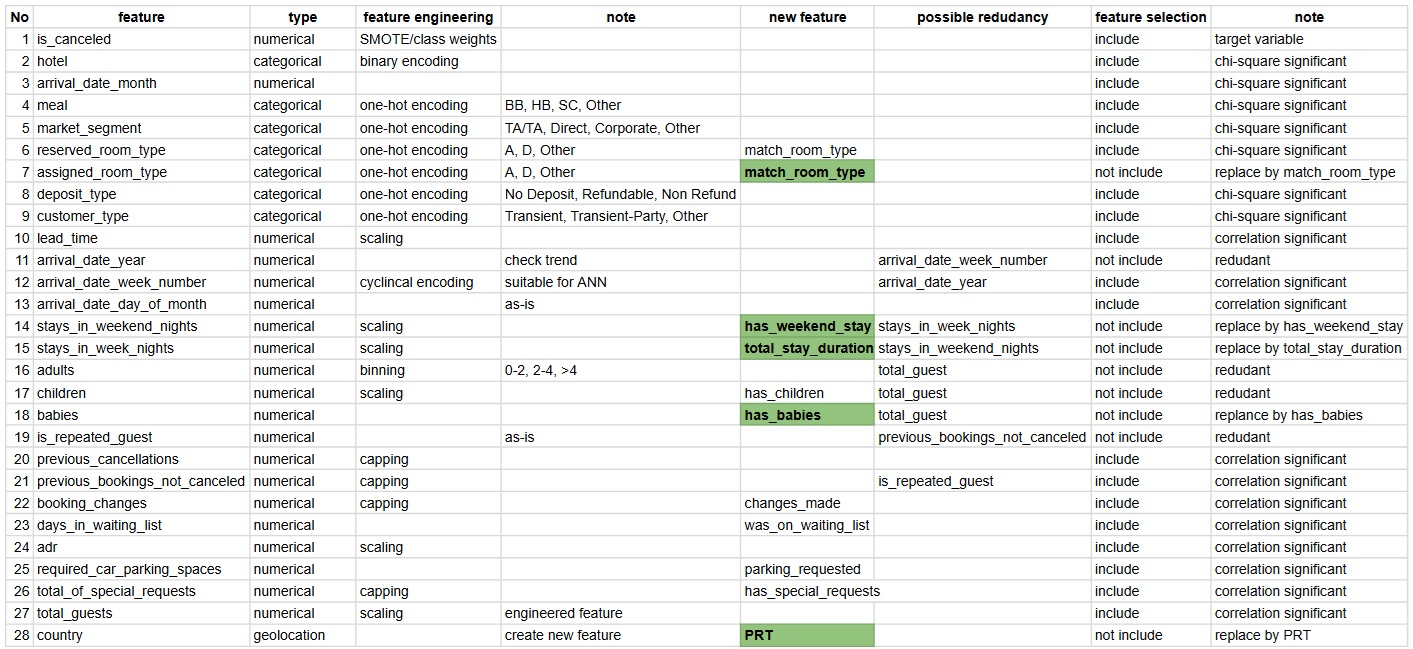 No feature type feature engineering note new feature possible redudancy feature selection note
1 is_canceled numerical SMOTE/class weights include target variable
2 hotel categorical binary encoding include chi-square significant
3 arrival_date_month numerical include chi-square significant
4 meal categorical one-hot encoding BB, HB, SC, Other include chi-square significant
5 market_segment categorical one-hot encoding TA/TA, Direct, Corporate, Other include chi-square significant
6 reserved_room_type categorical one-hot encoding A, D, Other match_room_type include chi-square significant
7 assigned_room_type categorical one-hot encoding A, D, Other match_room_type not include replace by match_room_type
8 deposit_type categorical one-hot encoding No Deposit, Refundable, Non Refund include chi-square significant
9 customer_type categorical one-hot encoding Transient, Transient-Party, Other include chi-square significant
10 lead_time numerical scaling include correlation significant
11 arrival_date_year numerical check trend arrival_date_week_number not include redudant
12 arrival_date_week_number numerical cyclincal encoding suitable for ANN arrival_date_year include correlation significant
13 arrival_date_day_of_month numerical as-is include correlation significant
14 stays_in_weekend_nights numerical scaling has_weekend_stay stays_in_week_nights not include replace by has_weekend_stay
15 stays_in_week_nights numerical scaling total_stay_duration stays_in_weekend_nights not include replace by total_stay_duration
16 adults numerical binning 0-2, 2-4, >4 total_guest not include redudant
17 children numerical scaling has_children total_guest not include redudant
18 babies numerical has_babies total_guest not include replance by has_babies
19 is_repeated_guest numerical as-is previous_bookings_not_canceled not include redudant
20 previous_cancellations numerical capping include correlation significant
21 previous_bookings_not_canceled numerical capping is_repeated_guest include correlation significant
22 booking_changes numerical capping changes_made include correlation significant
23 days_in_waiting_list numerical was_on_waiting_list include correlation significant
24 adr numerical scaling include correlation significant
25 required_car_parking_spaces numerical parking_requested include correlation significant
26 total_of_special_requests numerical capping has_special_requests include correlation significant
27 total_guests numerical scaling engineered feature include correlation significant
28 country geolocation create new feature PRT not include replace by PRT